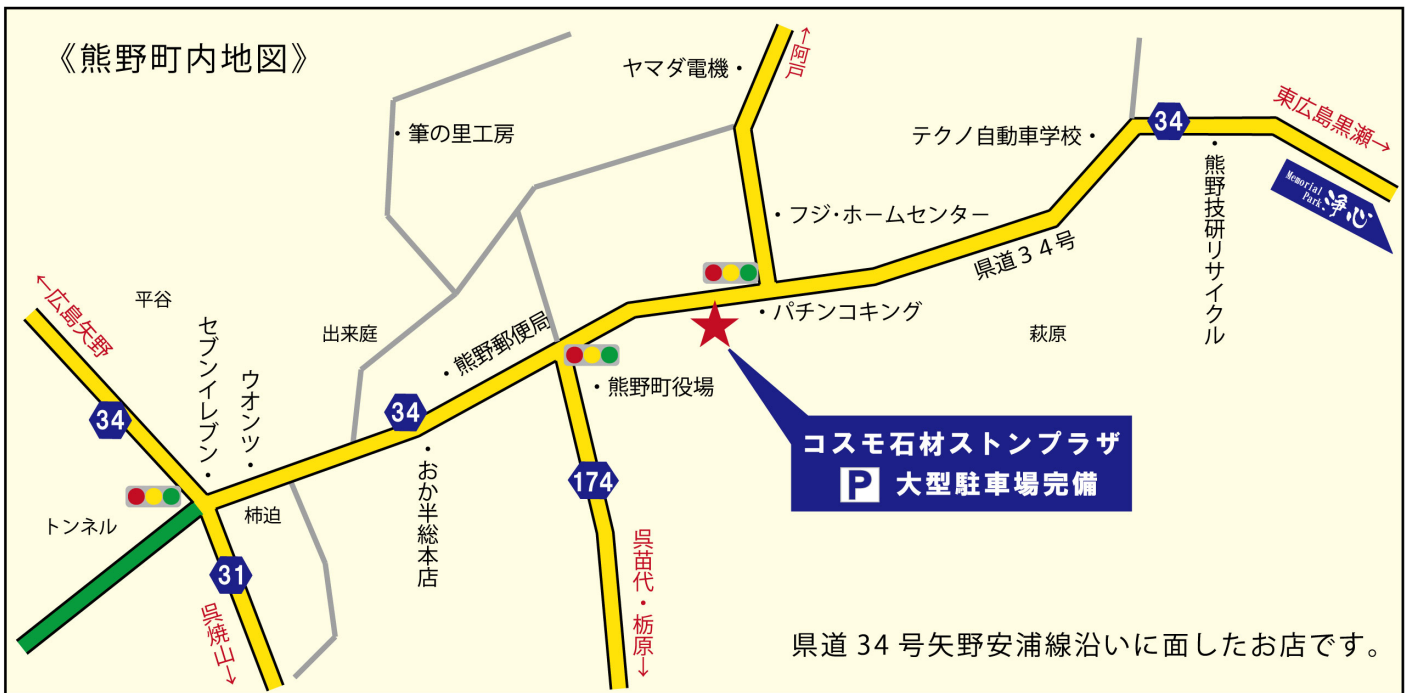 《熊野町内地図》
ヤマダ電機・
↑阿戸
・筆の里工房
テクノ自動車学校・
34
東広島黒瀬→
・熊野技研リサイクル
Memorial
Park
浄心
・フジ・ホームセンター
県道34号
←広島矢野
平谷
セブンイレブン・
ウオンツ・
出来庭
・熊野郵便局
・パチンコキング
萩原
・熊野町役場
34
34
・おか半総本店
174
コスモ石材ストンプラザ
P 大型駐車場完備
トンネル
柿迫
31
呉焼山→
呉苗代・栃原→
県道34号矢野安浦線沿いに面したお店です。